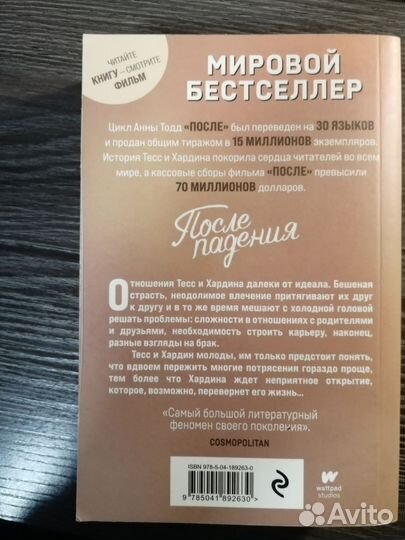 ЧИТАЙТЕ
КНИГУ – СМОТРИТЕ
ФИЛЬМ
МИРОВОЙ
БЕСТСЕЛЛЕР
Цикл Анны Тодд «ПОСЛЕ» был переведен на 30 ЯЗЫКОВ
и продан общим тиражом в 15 МИЛЛИОНОВ экземпляров.
История Тесс и Хардина покорила сердца читателей во всем
мире, а кассовые сборы фильма «ПОСЛЕ» превысили
70 МИЛЛИОНОВ долларов.
После
падения
Отношения Тесс и Хардина далеки от идеала. Бешеная
страсть, неодолимое влечение притягивают их друг
к другу и в то же время мешают с холодной головой
решать проблемы: сложности в отношениях с родителями
и друзьями, необходимость строить карьеру, наконец,
разные взгляды на брак.
Тесс и Хардин молоды, им только предстоит понять,
что вдвоем пережить многие потрясения гораздо проще,
тем более что Хардина ждет неприятное открытие,
которое, возможно, перевернет его жизнь...
«Самый большой литературный
феномен своего поколения».
COSMOPOLITAN
ISBN 978-5-04-189263-0
9 785041 892630 >
wattpad
studios
Avito